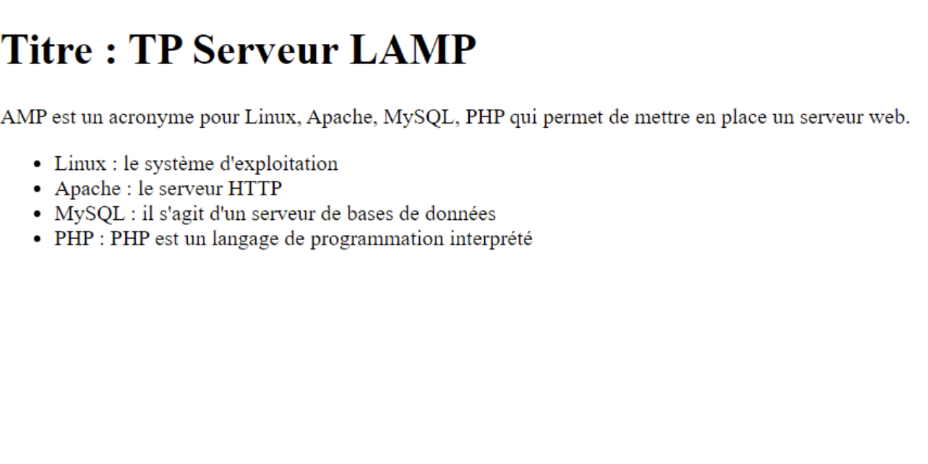 Titre : TP Serveur LAMP
AMP est un acronyme pour Linux, Apache, MySQL, PHP qui permet de mettre en place un serveur web.
• Linux : le système d'exploitation
• Apache : le serveur HTTP
• MySQL : il s'agit d'un serveur de bases de données
• PHP : PHP est un langage de programmation interprété